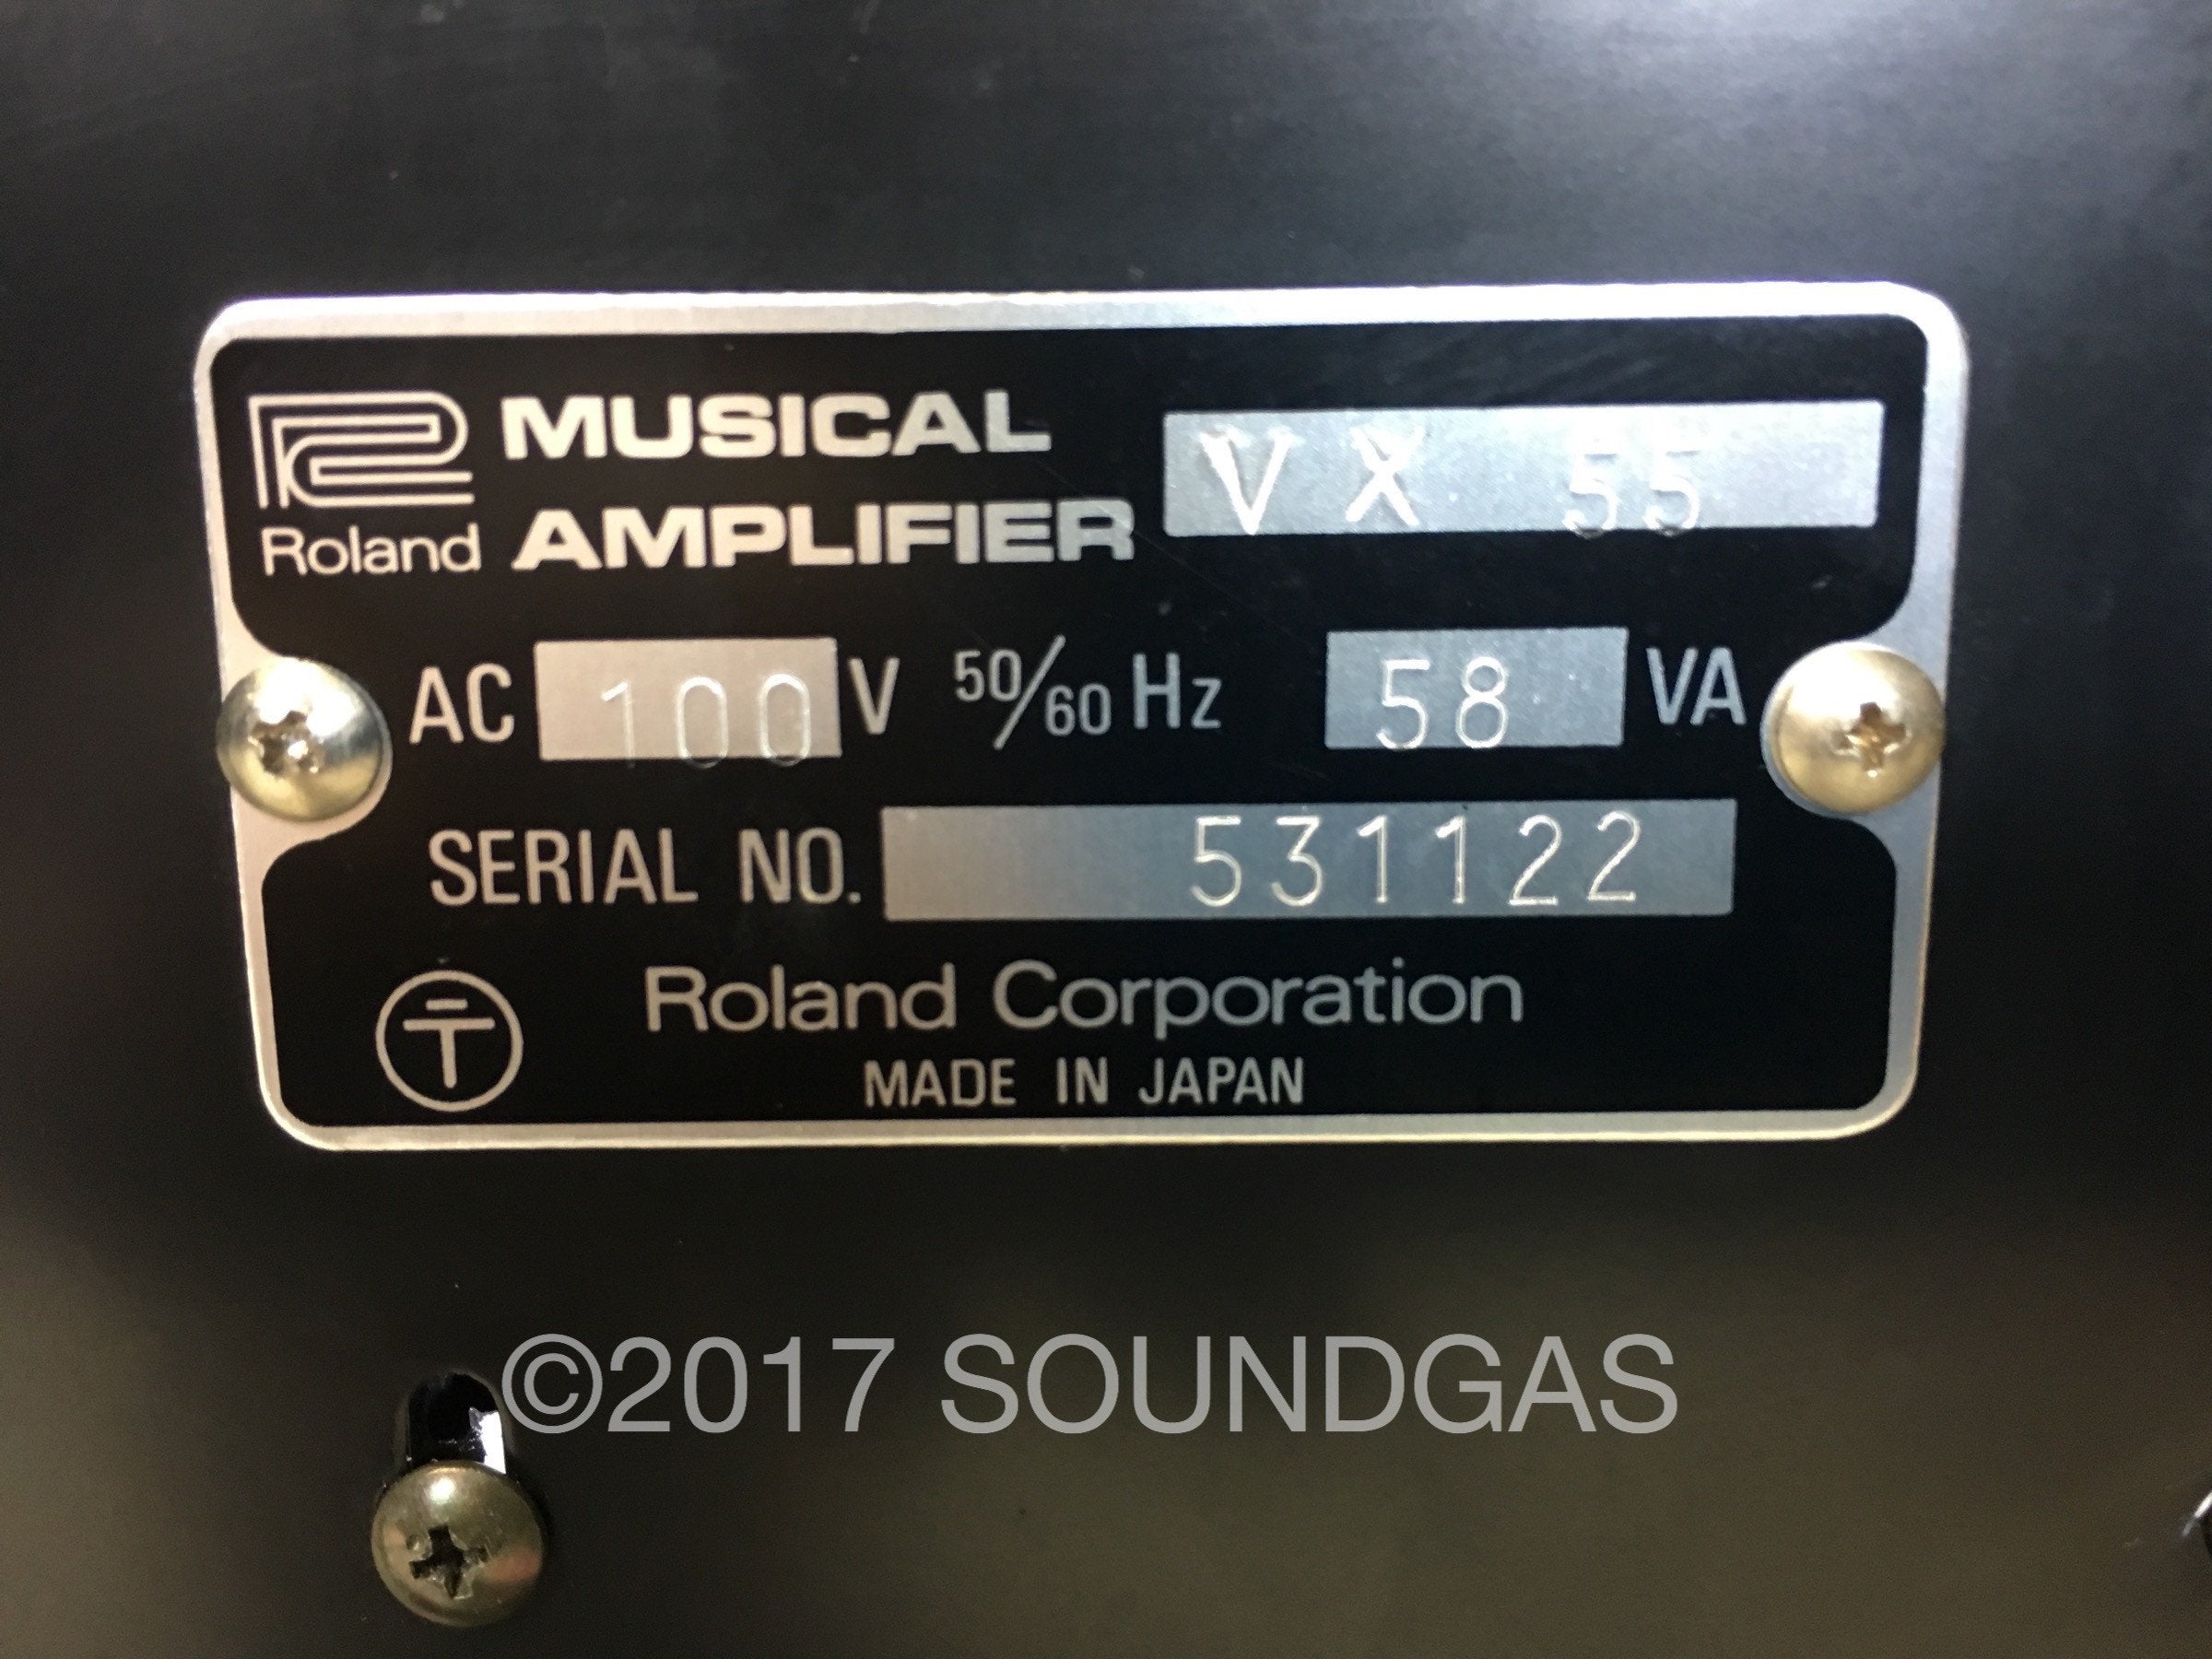 MUSICAL VX 55
Roland AMPLIFIER
AC 100 V 50/60 Hz 58 VA
SERIAL NO. 531122
Roland Corporation
MADE IN JAPAN
©2017 SOUNDGAS